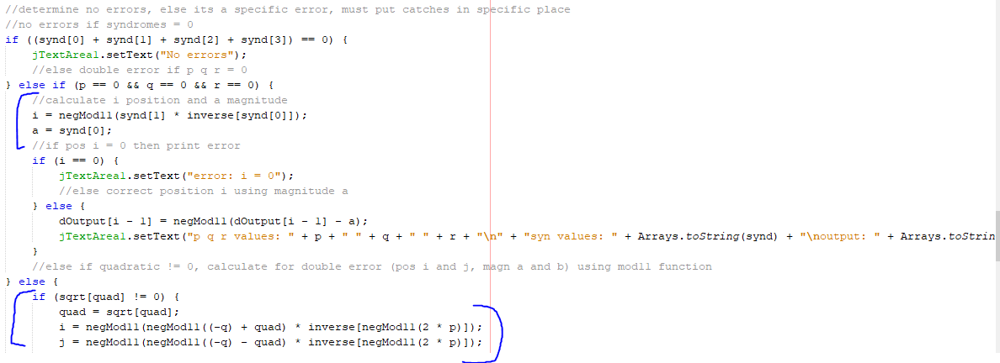 //determine no errors, else its a specific error, must put catches in specific place
//no errors if syndromes = 0
if ((synd[0] + synd[1] + synd[2] + synd[3]) == 0) {
jTextArea1.setText("No errors");
//else double error if p q r = 0
} else if (p == 0 && q == 0 && r == 0) {
//calculate i position and a magnitude
i = negMod11(synd[1] * inverse[synd[0]]);
a = synd[0];
//if pos i = 0 then print error
if (i == 0) {
jTextArea1.setText("error: i = 0");
//else correct position i using magnitude a
} else {
dOutput[i - 1] = negMod11(dOutput[i - 1] - a);
jTextArea1.setText("p q r values: " + p + " " + q + " " + r + "\n" + "syn values: " + Arrays.toString(synd) + "\noutput: " + Arrays.toStrin
}
//else if quadratic != 0, calculate for double error (pos i and j, magn a and b) using mod11 function
} else {
if (sqrt[quad] != 0) {
quad = sqrt[quad];
i = negMod11(negMod11((-q) + quad) * inverse[negMod11(2 * p)]);
j = negMod11(negMod11((-q) - quad) * inverse[negMod11(2 * p)]);